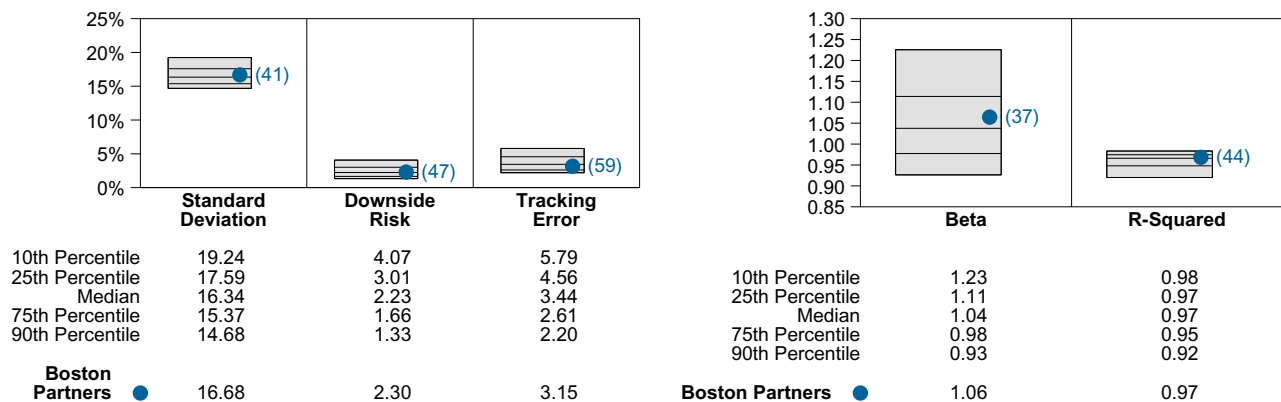 25%
20%
15%
10%
5%
0%
(41)
(47)
(59)
Standard Deviation
Downside Risk
Tracking Error
10th Percentile 19.24 4.07 5.79
25th Percentile 17.59 3.01 4.56
Median 16.34 2.23 3.44
75th Percentile 15.37 1.66 2.61
90th Percentile 14.68 1.33 2.20
Boston
Partners 16.68 2.30 3.15
1.30
1.25
1.20
1.15
1.10
1.05
1.00
0.95
0.90
0.85
(37)
(44)
Beta
R-Squared
10th Percentile 1.23 0.98
25th Percentile 1.11 0.97
Median 1.04 0.97
75th Percentile 0.98 0.95
90th Percentile 0.93 0.92
Boston Partners 1.06 0.97